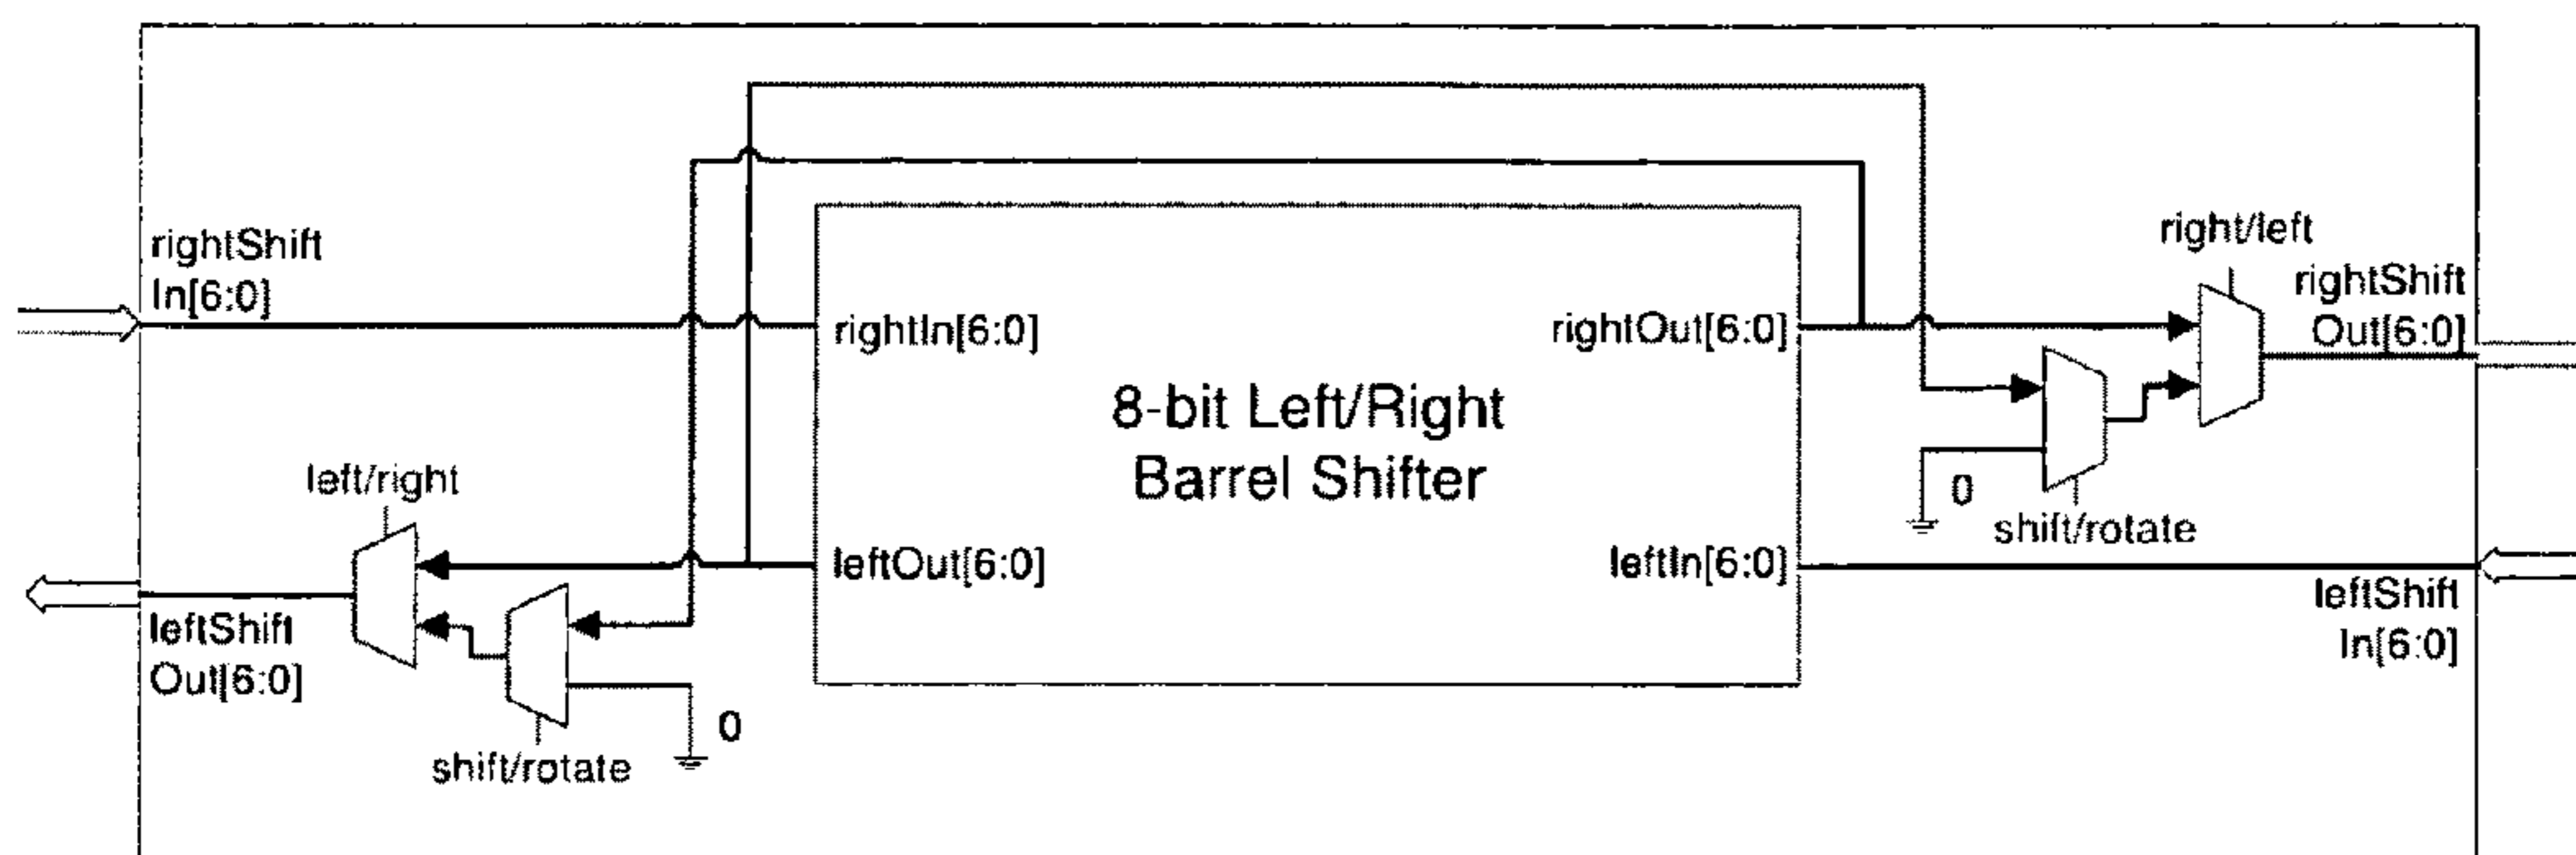 rightShift
In[6:0]
right/left
rightShift
Out[6:0]
rightIn[6:0]
rightOut[6:0]
8-bit Left/Right
Barrel Shifter
left/right
0
shift/rotate
leftOut[6:0]
leftIn[6:0]
leftShift
Out[6:0]
leftShift
In[6:0]
0
shift/rotate